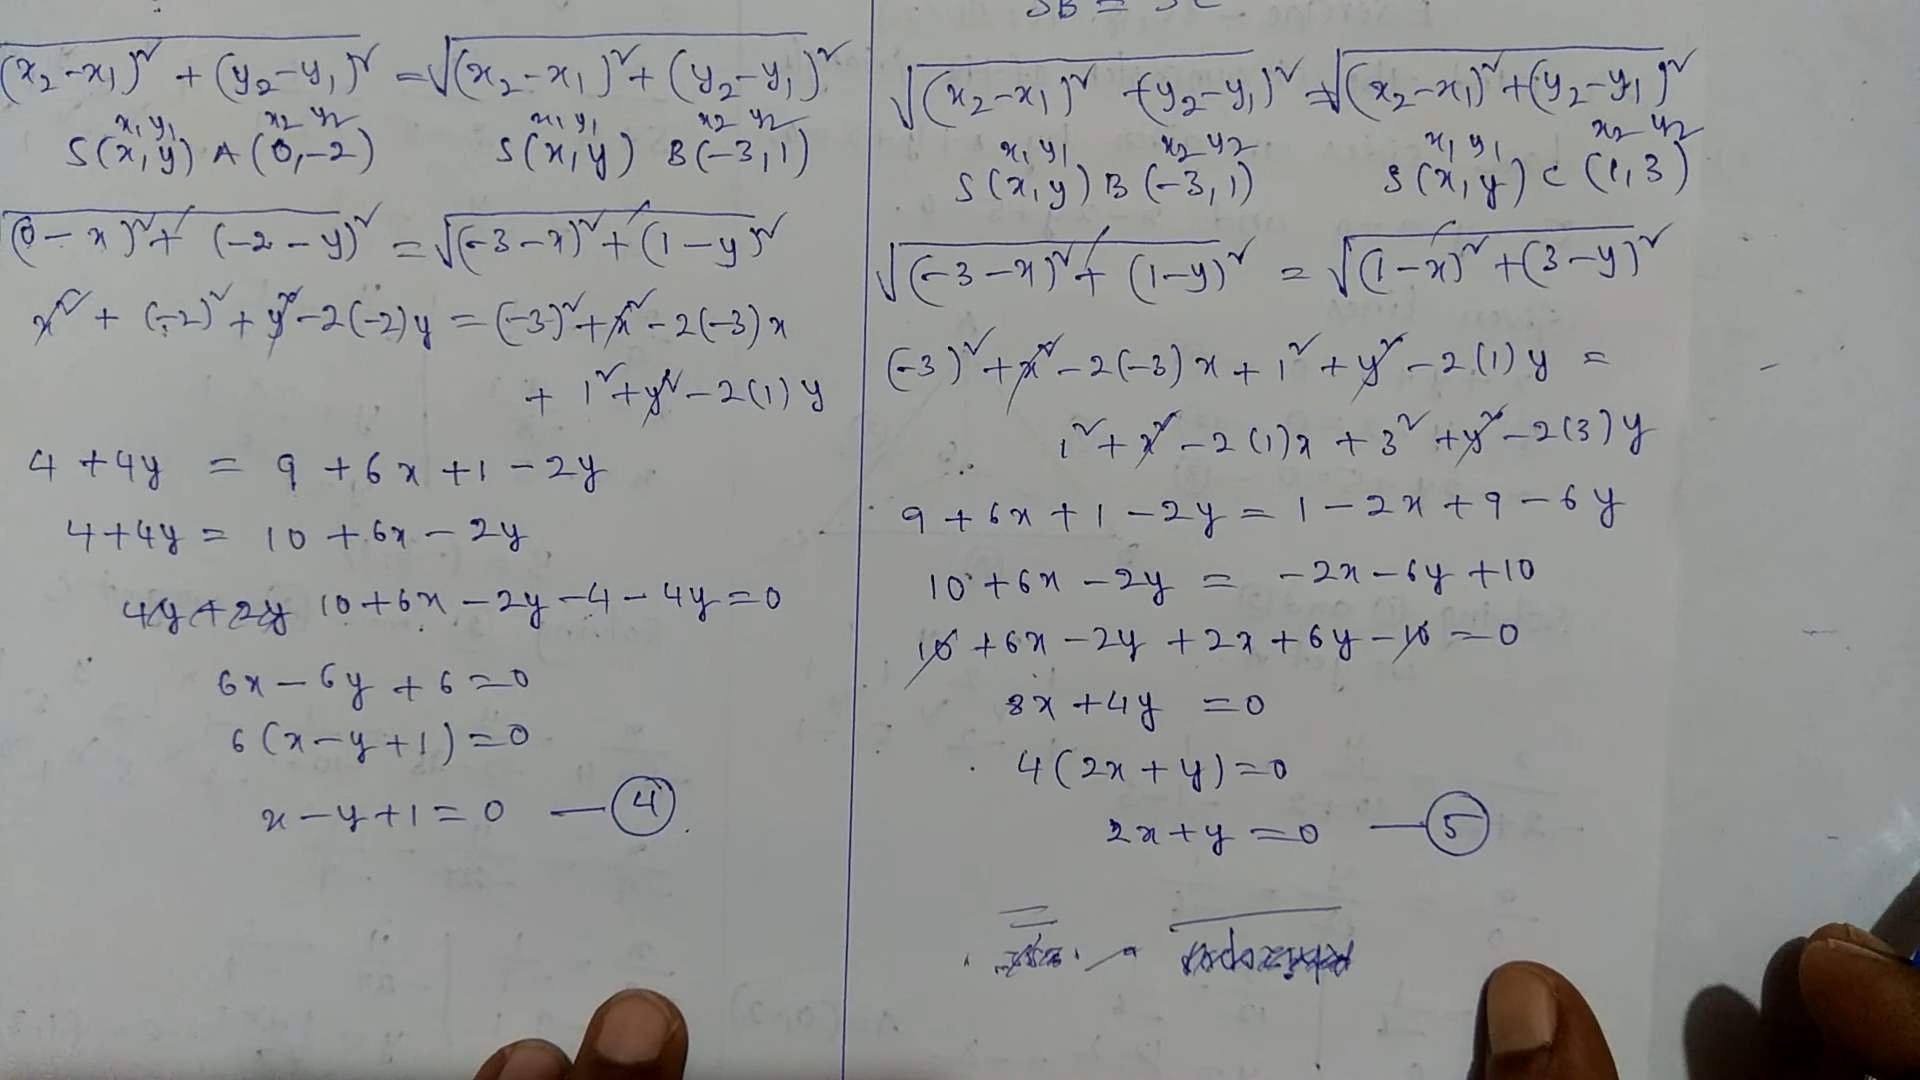 √(x₂-x₁)² + (y₂-y₁)² = √(x₂-x₁)² + (y₂-y₁)²
x₁ y₁ x₂ y₂ x₁ y₁ x₂ y₂
S(x,y) A(0,-2) S(x,y) B(-3,1)
√(0-x)² + (-2-y)² = √(-3-x)² + (1-y)²
x² + (-2)² + y² - 2(-2)y = (-3)² + x² - 2(-3)x
+ 1² + y² - 2(1)y
4 + 4y = 9 + 6x + 1 - 2y
4 + 4y = 10 + 6x - 2y
10 + 6x - 2y - 4 - 4y = 0
6x - 6y + 6 = 0
6(x - y + 1) = 0
x - y + 1 = 0 — 4
SB = SC
√(x₂-x₁)² + (y₂-y₁)² = √(x₂-x₁)² + (y₂-y₁)²
x₁ y₁ x₂ y₂ x₁ y₁ x₂ y₂
S(x,y) B(-3,1) S(x,y) C(1,3)
√(-3-x)² + (1-y)² = √(1-x)² + (3-y)²
(-3)² + x² - 2(-3)x + 1² + y² - 2(1)y =
1² + x² - 2(1)x + 3² + y² - 2(3)y
9 + 6x + 1 - 2y = 1 - 2x + 9 - 6y
10 + 6x - 2y = -2x - 6y + 10
10 + 6x - 2y + 2x + 6y - 10 = 0
8x + 4y = 0
4(2x + y) = 0
2x + y = 0 — 5